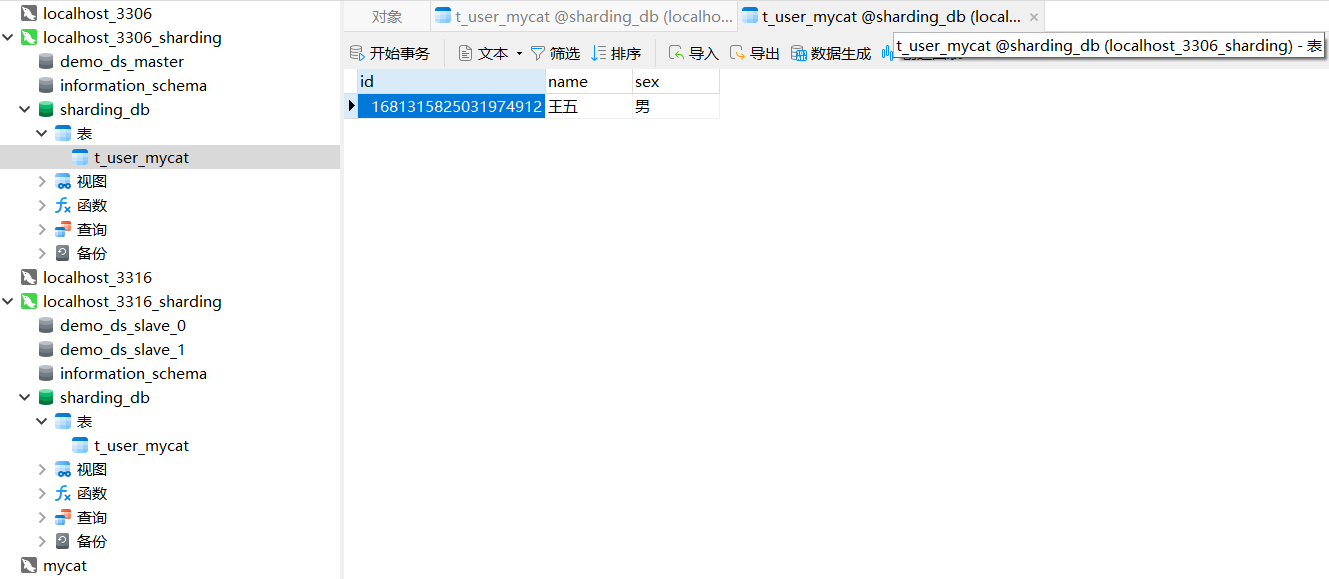 localhost_3306
localhost_3306_sharding
demo_ds_master
information_schema
sharding_db
表
t_user_mycat
视图
函数
查询
备份
localhost_3316
localhost_3316_sharding
demo_ds_slave_0
demo_ds_slave_1
information_schema
sharding_db
表
t_user_mycat
视图
函数
查询
备份
mycat
对象 t_user_mycat @sharding_db (localho... t_user_mycat @sharding_db (local...
开始事务 文本 筛选 排序 导入 导出 数据生成
t_user_mycat @sharding_db (localhost_3306_sharding) - 表
id name sex
1681315825031974912 王五 男